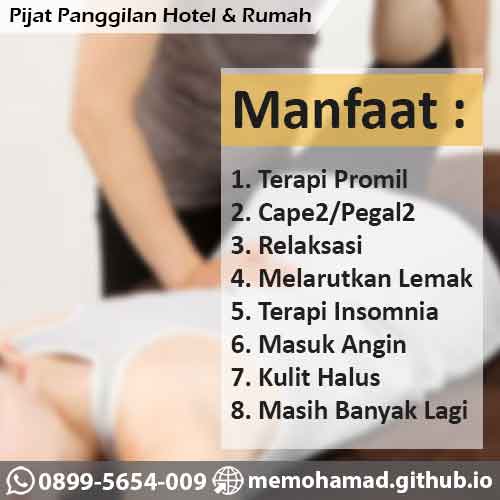 Pijat Panggilan Hotel & Rumah
Manfaat :
1. Terapi Promil
2. Cape2/Pegal2
3. Relaksasi
4. Melarutkan Lemak
5. Terapi Insomnia
6. Masuk Angin
7. Kulit Halus
8. Masih Banyak Lagi
0899-5654-009 memohamad.github.io